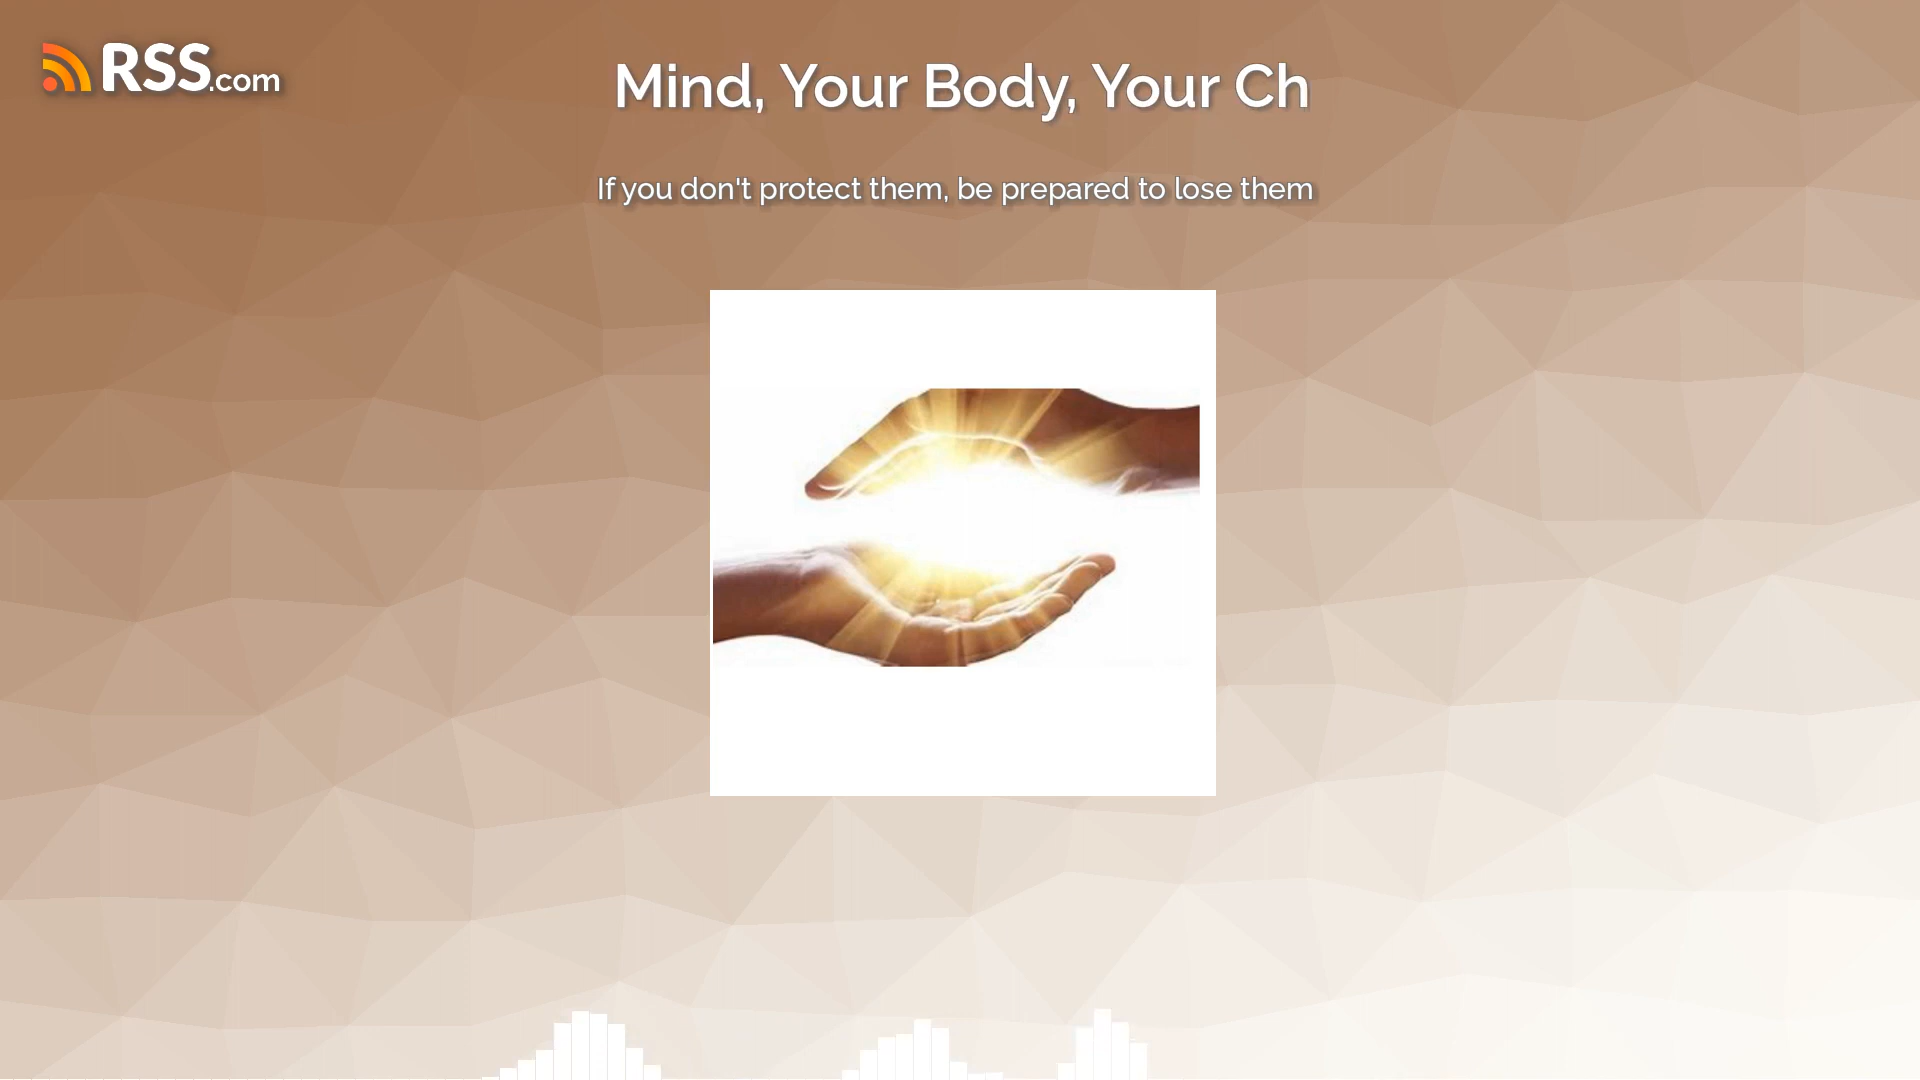 RSS.com
Mind, Your Body, Your Ch
If you don't protect them, be prepared to lose them